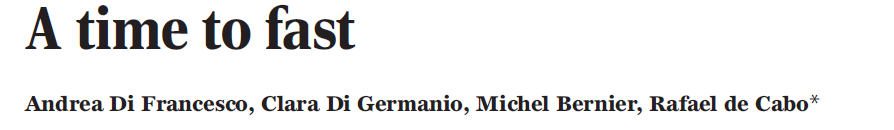 A time to fast
Andrea Di Francesco, Clara Di Germanio, Michel Bernier, Rafael de Cabo*